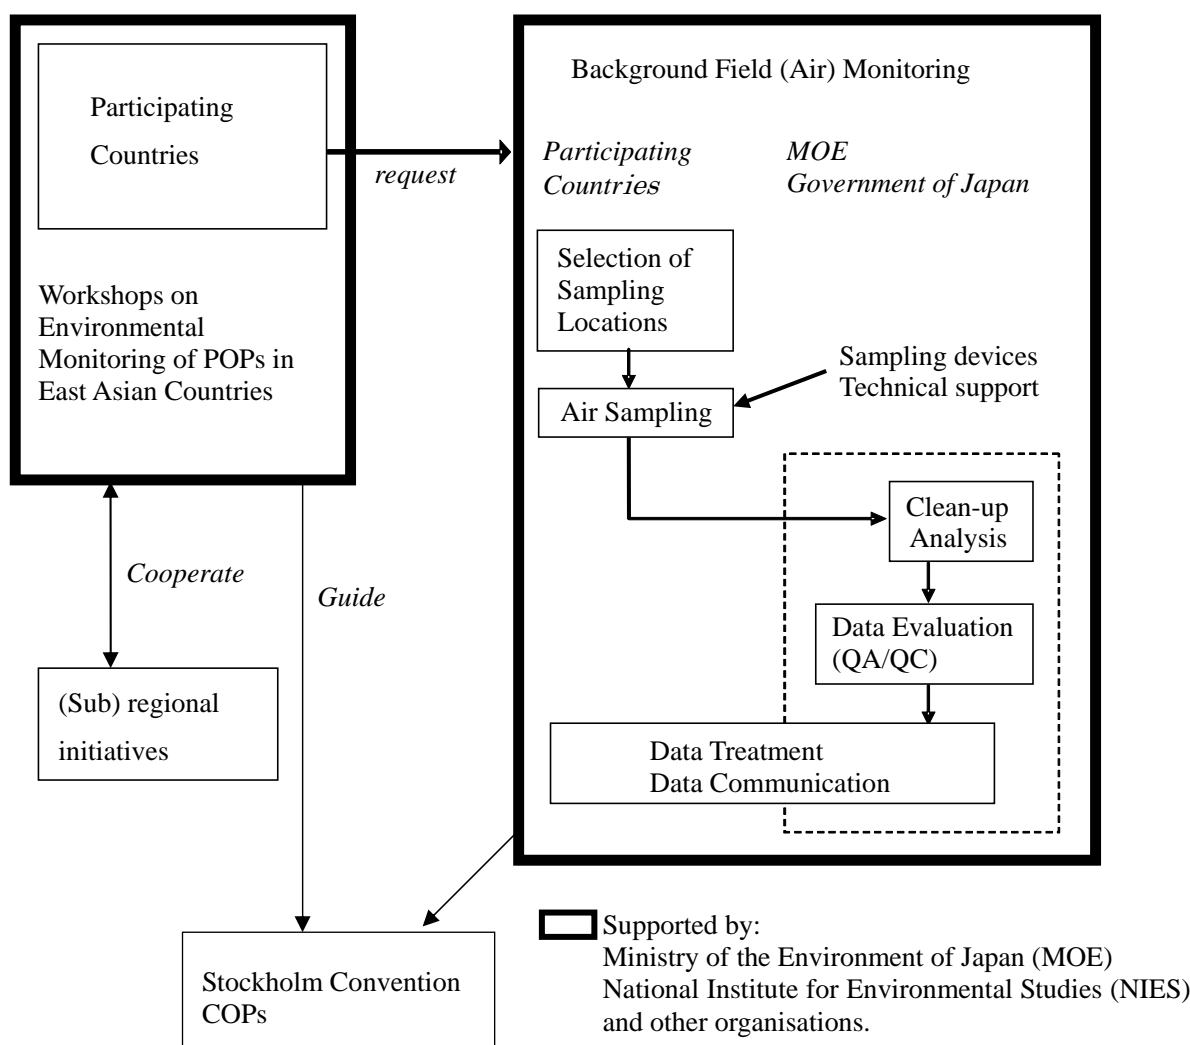 Participating
Countries
request
Workshops on
Environmental
Monitoring of POPs in
East Asian Countries
Cooperate
Guide
(Sub) regional
initiatives
Background Field (Air) Monitoring
Participating
Countries
MOE
Government of Japan
Selection of
Sampling
Locations
Sampling devices
Technical support
Air Sampling
Clean-up
Analysis
Data Evaluation
(QA/QC)
Data Treatment
Data Communication
Stockholm Convention
COPs
Supported by:
Ministry of the Environment of Japan (MOE)
National Institute for Environmental Studies (NIES)
and other organisations.